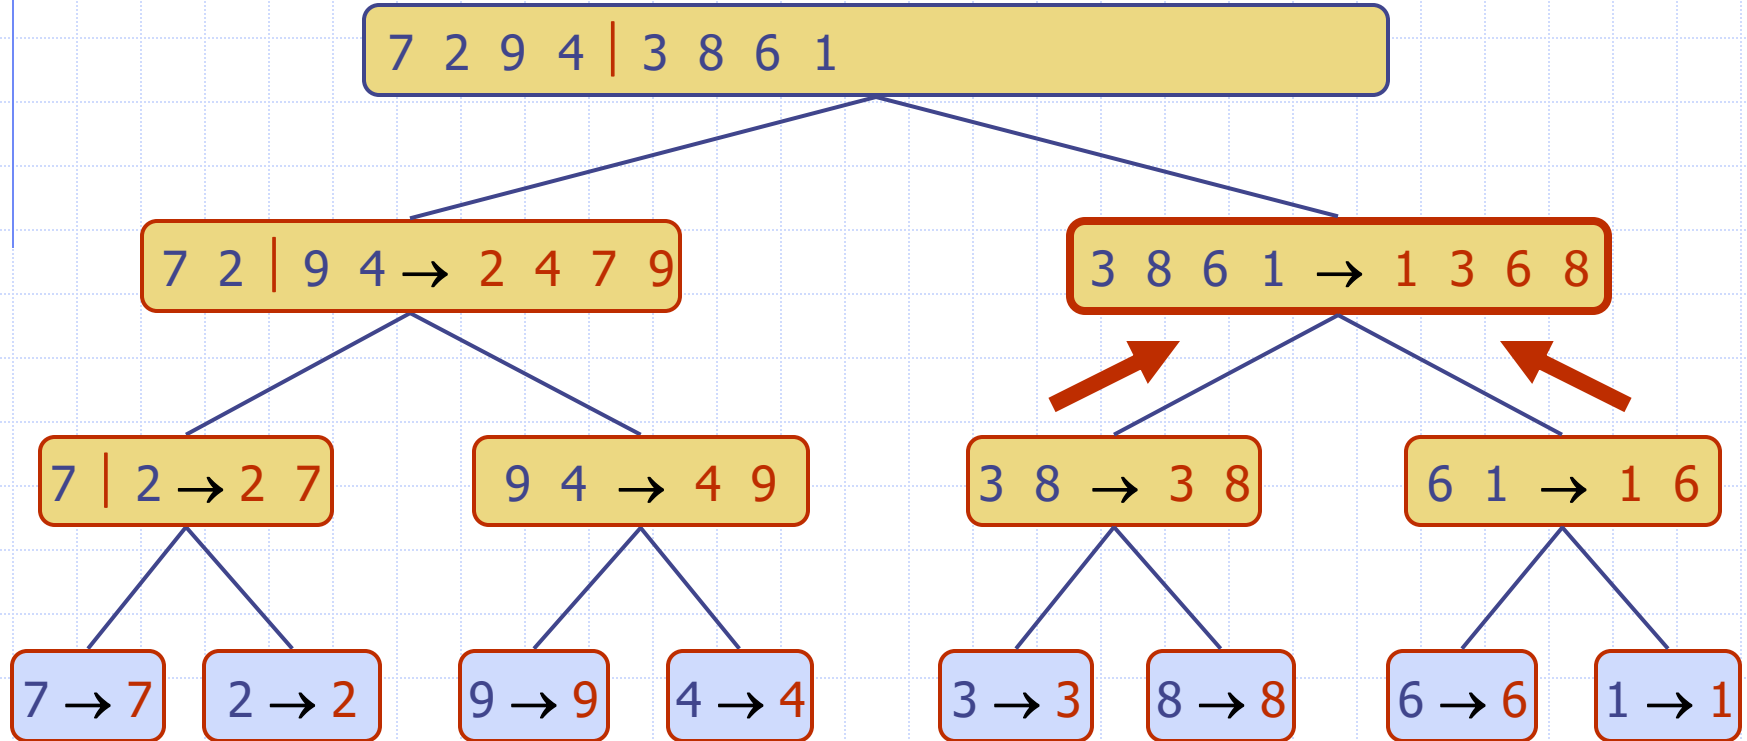 7 2 9 4 | 3 8 6 1
7 2 | 9 4 → 2 4 7 9
3 8 6 1 → 1 3 6 8
7 | 2 → 2 7
9 4 → 4 9
3 8 → 3 8
6 1 → 1 6
7 → 7
2 → 2
9 → 9
4 → 4
3 → 3
8 → 8
6 → 6
1 → 1